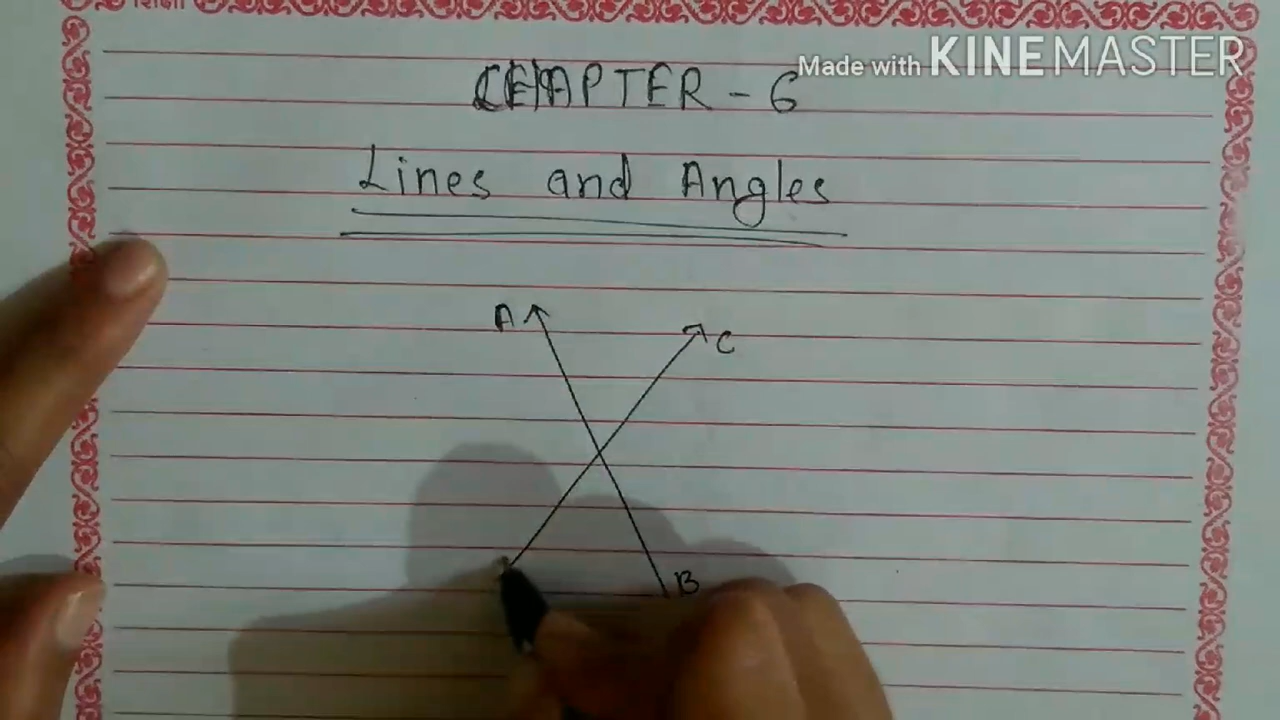 शिक्षा
Made with KINEMASTER
CHAPTER - 6
Lines and Angles
A
C
B